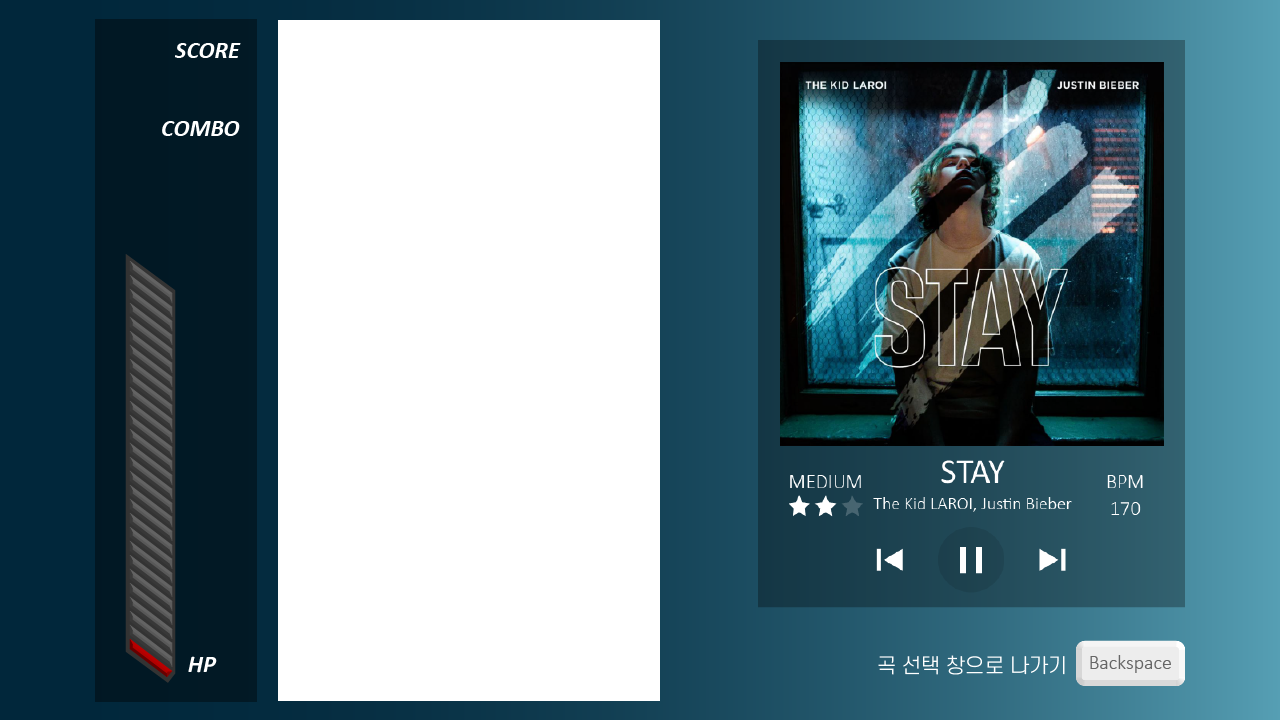 SCORE
COMBO
HP
THE KID LAROI
JUSTIN BIEBER
STAY
STAY
MEDIUM
The Kid LAROI, Justin Bieber
BPM
170
곡 선택 창으로 나가기
Backspace